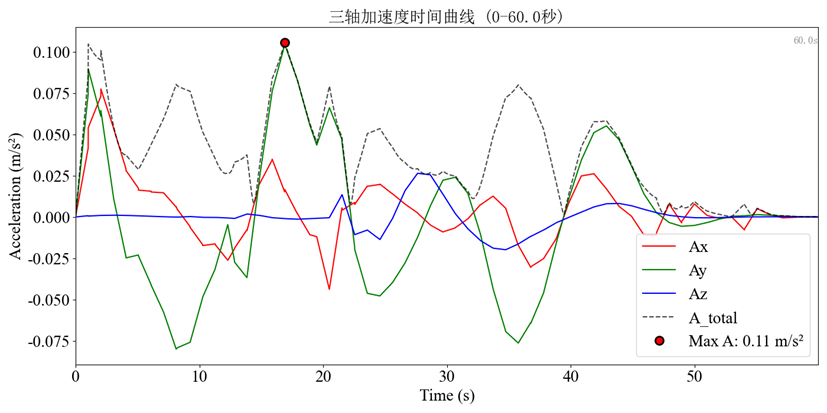 三轴加速度时间曲线 (0-60.0秒)
60.0s
Acceleration (m/s²)
0.100
0.075
0.050
0.025
0.000
-0.025
-0.050
-0.075
0 10 20 30 40 50
Time (s)
Ax
Ay
Az
A_total
Max A: 0.11 m/s²